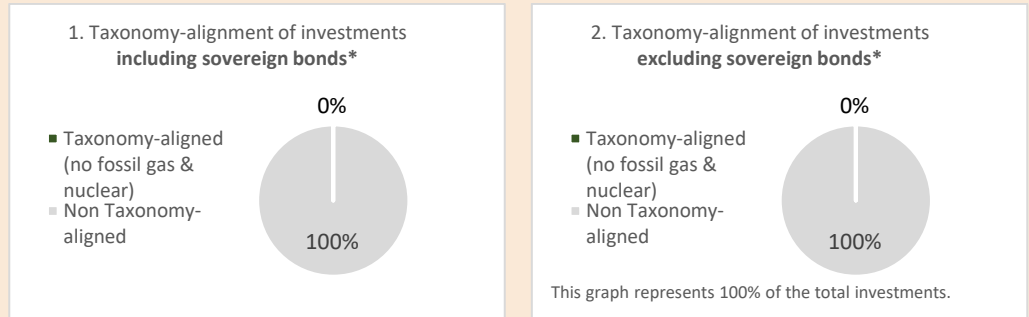 1. Taxonomy-alignment of investments
including sovereign bonds*
0%
Taxonomy-aligned
(no fossil gas &
nuclear)
Non Taxonomy-
aligned
100%
2. Taxonomy-alignment of investments
excluding sovereign bonds*
0%
Taxonomy-aligned
(no fossil gas &
nuclear)
Non Taxonomy-
aligned
100%
This graph represents 100% of the total investments.